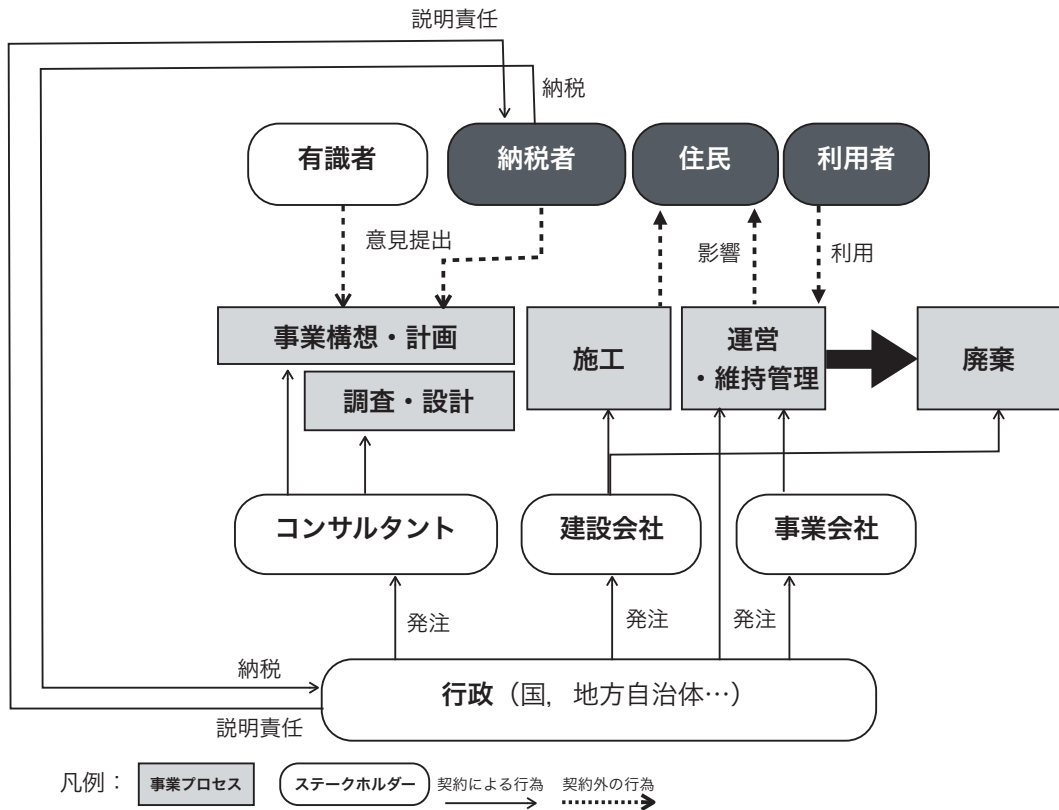 説明責任
納税
有識者
納税者
住民
利用者
意見提出
影響
利用
事業構想・計画
調査・設計
施工
運営
・維持管理
廃棄
コンサルタント
建設会社
事業会社
発注
発注
発注
納税
行政（国，地方自治体…）
説明責任
凡例：
事業プロセス
ステークホルダー
契約による行為
契約外の行為